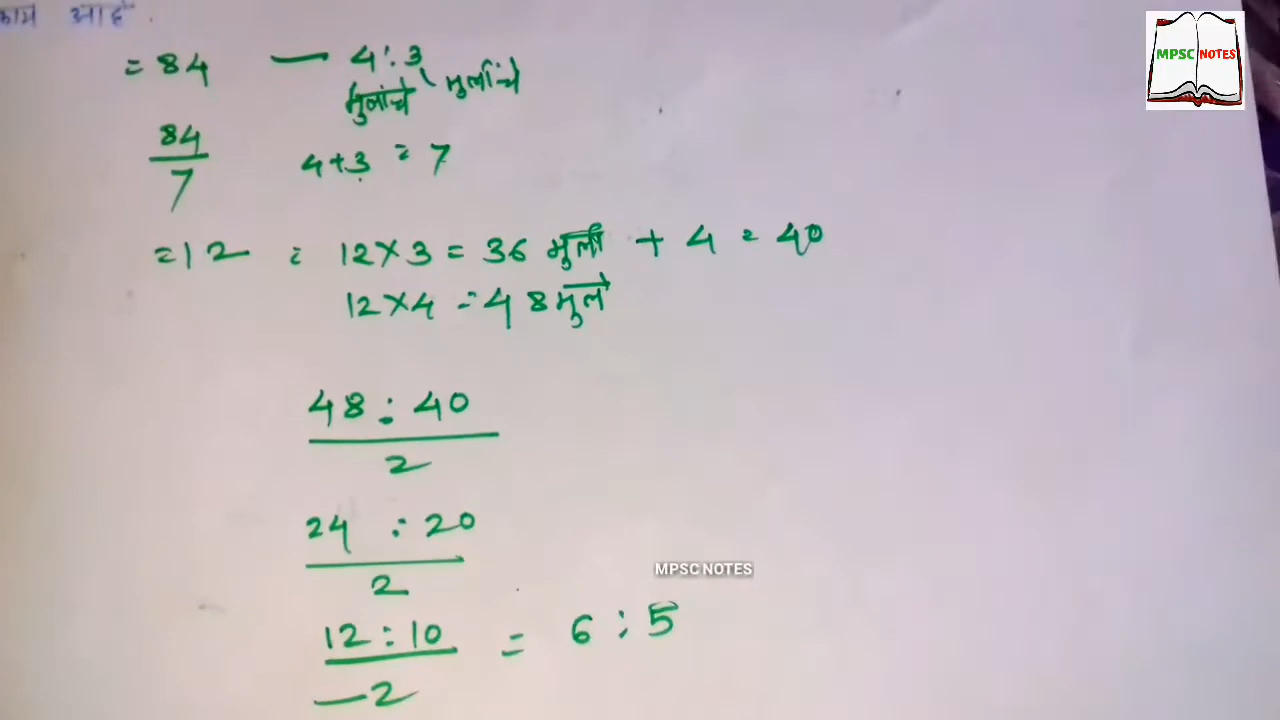 काय आहे.
= 84 — 4:3
मुलांचे मुलींचे
84
7
4+3 = 7
=12 = 12×3 = 36 मुली + 4 = 40
12×4 = 48 मुले
48 : 40
2
24 : 20
2
12 : 10 = 6 : 5
2
MPSC NOTES
MPSC NOTES